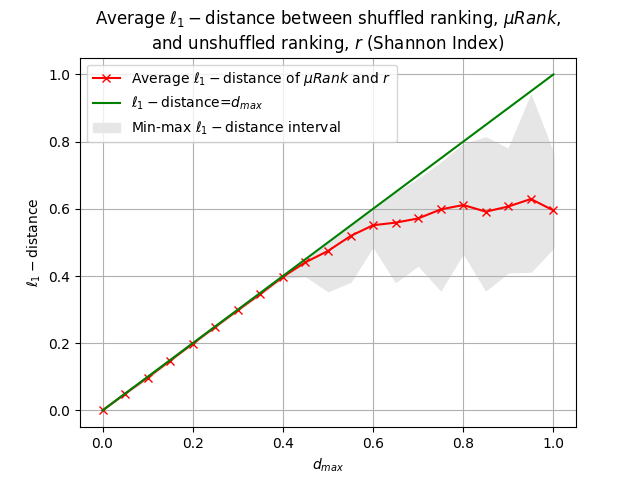 Average ℓ₁ − distance between shuffled ranking, μRank,
and unshuffled ranking, r (Shannon Index)
1.0
Average ℓ₁ − distance of μRank and r
ℓ₁ − distance=d_max
Min-max ℓ₁ − distance interval
0.8
0.6
0.4
0.2
0.0
ℓ₁ − distance
0.0 0.2 0.4 0.6 0.8 1.0
d_max